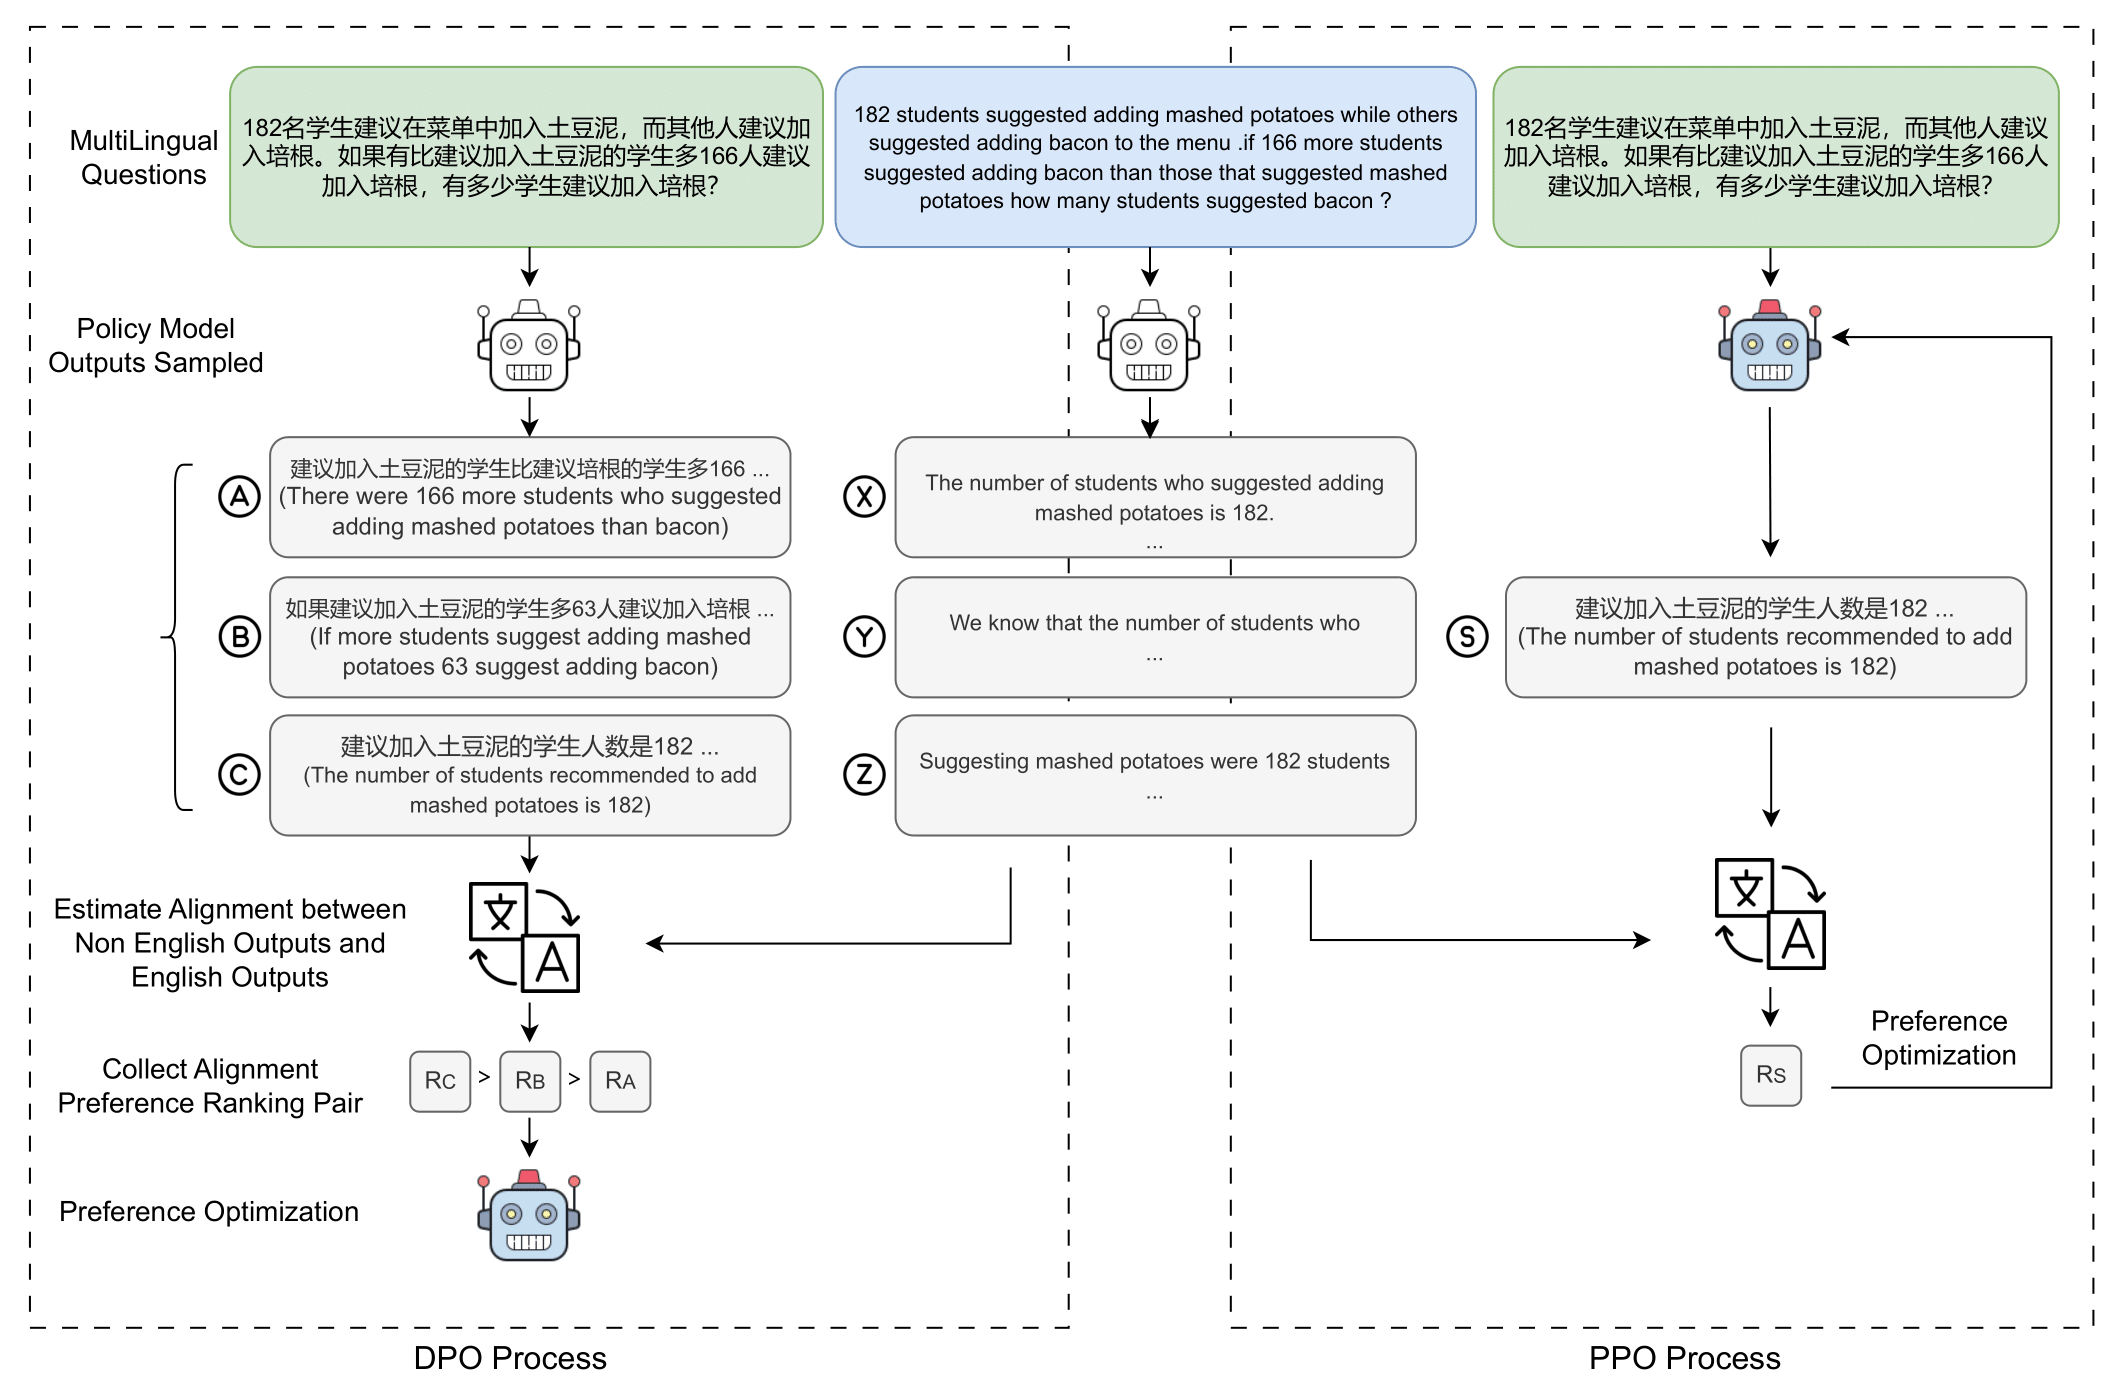 MultiLingual
Questions
182名学生建议在菜单中加入土豆泥，而其他人建议加
入培根。如果有比建议加入土豆泥的学生多166人建议
加入培根，有多少学生建议加入培根？
182 students suggested adding mashed potatoes while others
suggested adding bacon to the menu .if 166 more students
suggested adding bacon than those that suggested mashed
potatoes how many students suggested bacon ?
182名学生建议在菜单中加入土豆泥，而其他人建议
加入培根。如果有比建议加入土豆泥的学生多166人
建议加入培根，有多少学生建议加入培根？
Policy Model
Outputs Sampled
A
建议加入土豆泥的学生比建议培根的学生多166 ...
(There were 166 more students who suggested
adding mashed potatoes than bacon)
X
The number of students who suggested adding
mashed potatoes is 182.
...
B
如果建议加入土豆泥的学生多63人建议加入培根 ...
(If more students suggest adding mashed
potatoes 63 suggest adding bacon)
Y
We know that the number of students who
...
S
建议加入土豆泥的学生人数是182 ...
(The number of students recommended to add
mashed potatoes is 182)
C
建议加入土豆泥的学生人数是182 ...
(The number of students recommended to add
mashed potatoes is 182)
Z
Suggesting mashed potatoes were 182 students
...
Estimate Alignment between
Non English Outputs and
English Outputs
文
A
文
A
Collect Alignment
Preference Ranking Pair
RC > RB > RA
RS
Preference
Optimization
Preference Optimization
DPO Process
PPO Process